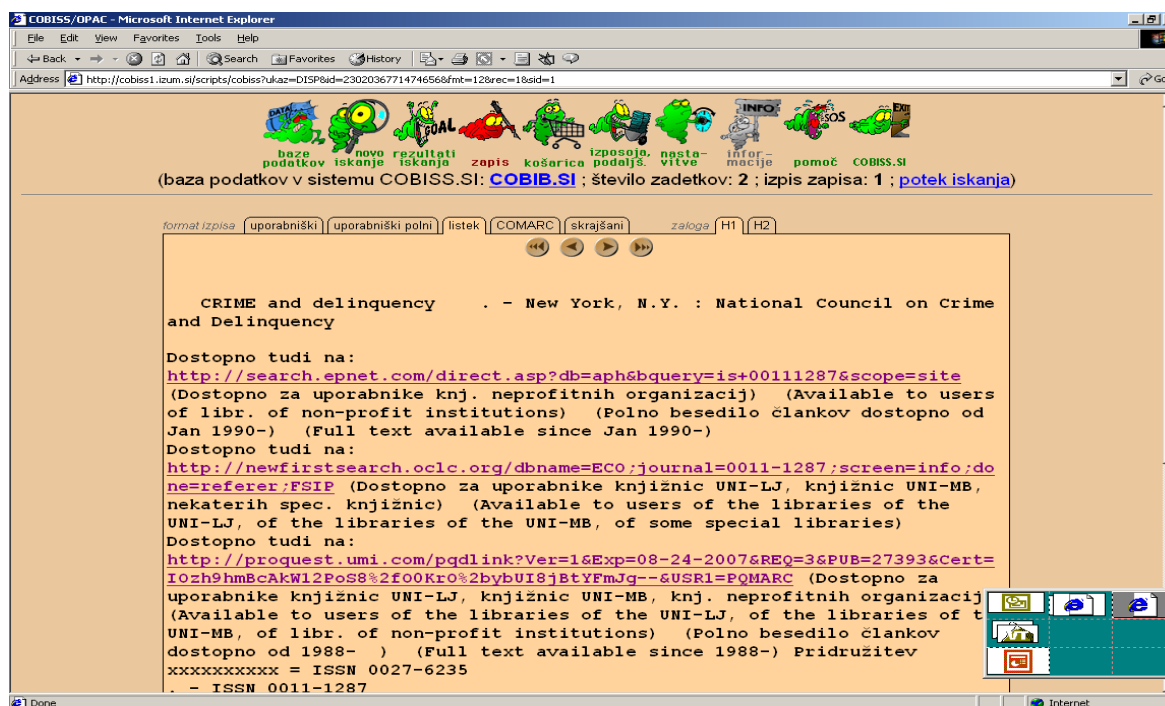 COBISS/OPAC - Microsoft Internet Explorer
File Edit View Favorites Tools Help
Back Search Favorites History
Address http://cobiss1.izum.si/scripts/cobiss?ukaz=DISP&id=2302036771474656&fmt=12&rec=1&sid=1 Go
DATA GOAL INFO SOS EXIT
baze podatkov novo iskanje rezultati iskanja zapis košarica izposoja, podaljš. nasta-vitve infor-macije pomoč COBISS.SI
(baza podatkov v sistemu COBISS.SI: COBIB.SI ; število zadetkov: 2 ; izpis zapisa: 1 ; potek iskanja)
format izpisa uporabniški uporabniški polni listek COMARC skrajšani zaloga H1 H2
CRIME and delinquency . - New York, N.Y. : National Council on Crime
and Delinquency
Dostopno tudi na:
http://search.epnet.com/direct.asp?db=aph&bquery=is+00111287&scope=site
(Dostopno za uporabnike knj. neprofitnih organizacij) (Available to users
of libr. of non-profit institutions) (Polno besedilo člankov dostopno od
Jan 1990-) (Full text available since Jan 1990-)
Dostopno tudi na:
http://newfirstsearch.oclc.org/dbname=ECO;journal=0011-1287;screen=info;do
ne=referer;FSIP (Dostopno za uporabnike knjižnic UNI-LJ, knjižnic UNI-MB,
nekaterih spec. knjižnic) (Available to users of the libraries of the
UNI-LJ, of the libraries of the UNI-MB, of some special libraries)
Dostopno tudi na:
http://proquest.umi.com/pqdlink?Ver=1&Exp=08-24-2007&REQ=3&PUB=27393&Cert=
IOzh9hmBcAkW12PoS8%2fO0KrO%2bybUI8jBtYFmJg--&USR1=PQMARC (Dostopno za
uporabnike knjižnic UNI-LJ, knjižnic UNI-MB, knj. neprofitnih organizacij
(Available to users of the libraries of the UNI-LJ, of the libraries of t
UNI-MB, of libr. of non-profit institutions) (Polno besedilo člankov
dostopno od 1988- ) (Full text available since 1988-) Pridružitev
xxxxxxxxxx = ISSN 0027-6235
. - ISSN 0011-1287
Done Internet